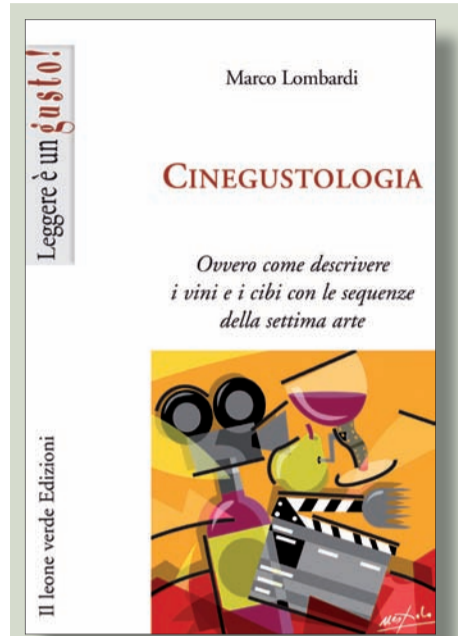 Leggere è un gusto!
Marco Lombardi
CINEGUSTOLOGIA
Ovvero come descrivere
i vini e i cibi con le sequenze
della settima arte
Il leone verde Edizioni